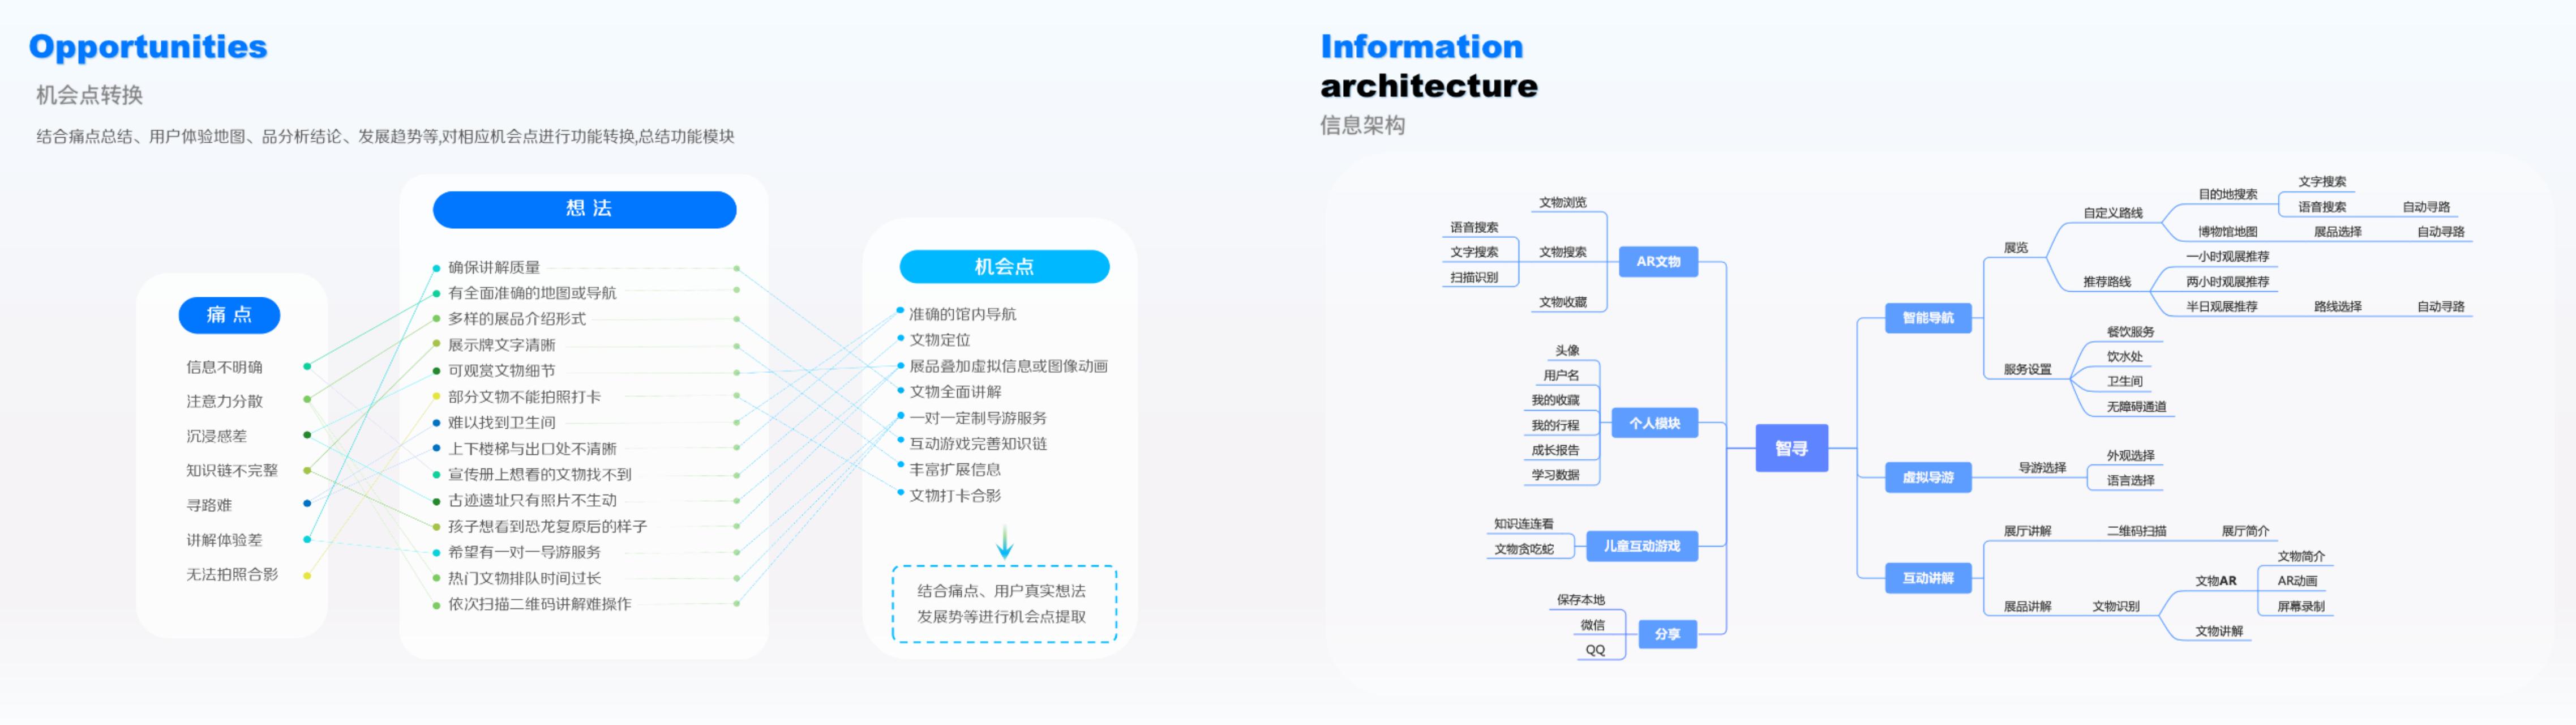 Opportunities
机会点转换
结合痛点总结、用户体验地图、品分析结论、发展趋势等,对相应机会点进行功能转换,总结功能模块
痛点
信息不明确
注意力分散
沉浸感差
知识链不完整
寻路难
讲解体验差
无法拍照合影
想法
确保讲解质量
有全面准确的地图或导航
多样的展品介绍形式
展示牌文字清晰
可观赏文物细节
部分文物不能拍照打卡
难以找到卫生间
上下楼梯与出口处不清晰
宣传册上想看的文物找不到
古迹遗址只有照片不生动
孩子想看到恐龙复原后的样子
希望有一对一导游服务
热门文物排队时间过长
依次扫描二维码讲解难操作
机会点
准确的馆内导航
文物定位
展品叠加虚拟信息或图像动画
文物全面讲解
一对一定制导游服务
互动游戏完善知识链
丰富扩展信息
文物打卡合影
结合痛点、用户真实想法
发展势等进行机会点提取
Information
architecture
信息架构
智寻
AR文物
文物浏览
文物搜索
语音搜索
文字搜索
扫描识别
文物收藏
个人模块
头像
用户名
我的收藏
我的行程
成长报告
学习数据
儿童互动游戏
知识连连看
文物贪吃蛇
分享
保存本地
微信
QQ
智能导航
展览
自定义路线
目的地搜索
文字搜索
语音搜索
自动寻路
博物馆地图
展品选择
自动寻路
推荐路线
一小时观展推荐
两小时观展推荐
半日观展推荐
路线选择
自动寻路
服务设置
餐饮服务
饮水处
卫生间
无障碍通道
虚拟导游
导游选择
外观选择
语言选择
互动讲解
展厅讲解
二维码扫描
展厅简介
展品讲解
文物识别
文物AR
文物简介
AR动画
屏幕录制
文物讲解